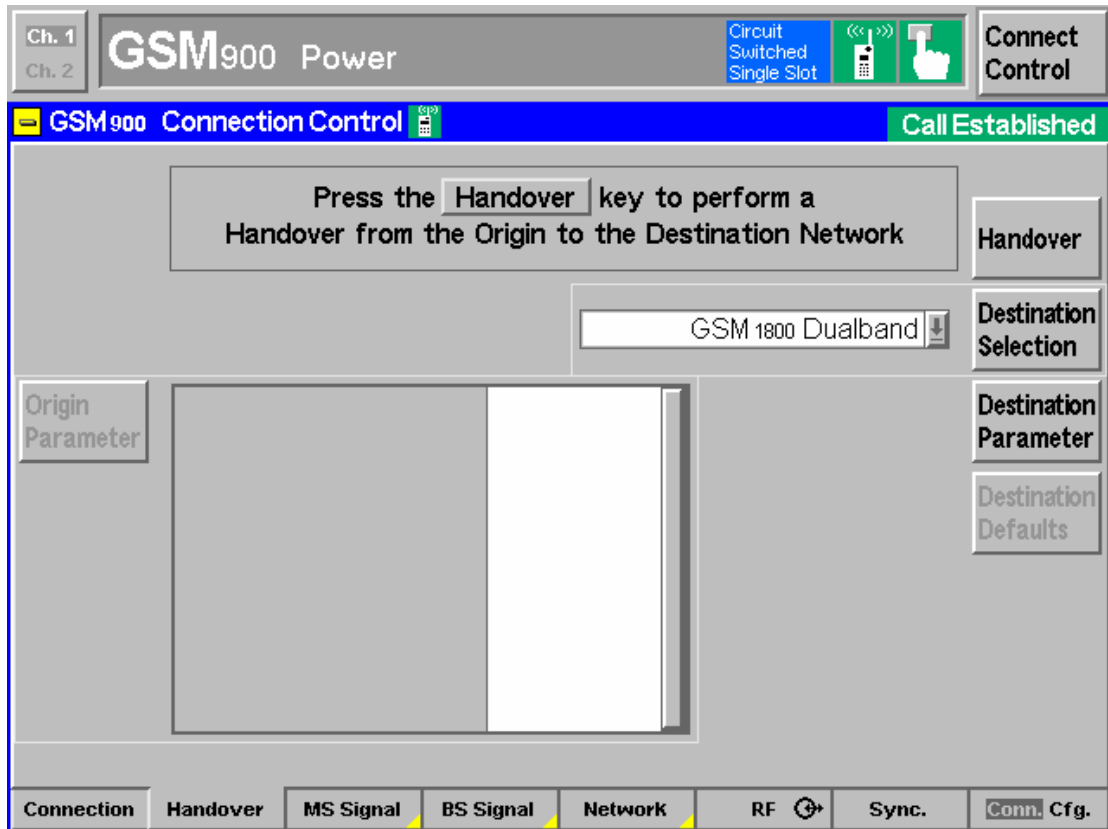 Ch. 1
Ch. 2
GSM900 Power
Circuit
Switched
Single Slot
Connect
Control
GSM 900 Connection Control
Call Established
Press the Handover key to perform a
Handover from the Origin to the Destination Network
Handover
GSM 1800 Dualband
Destination
Selection
Origin
Parameter
Destination
Parameter
Destination
Defaults
Connection Handover MS Signal BS Signal Network RF Sync. Conn. Cfg.